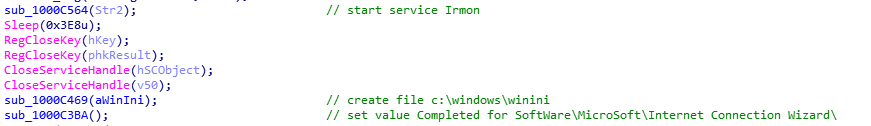 sub_1000C564(Str2); // start service Irmon
Sleep(0x3E8u);
RegCloseKey(hKey);
RegCloseKey(phkResult);
CloseServiceHandle(hSCObject);
CloseServiceHandle(v50);
sub_1000C469(aWinIni); // create file c:\windows\winini
sub_1000C3BA(); // set value Completed for SoftWare\MicroSoft\Internet Connection Wizard\